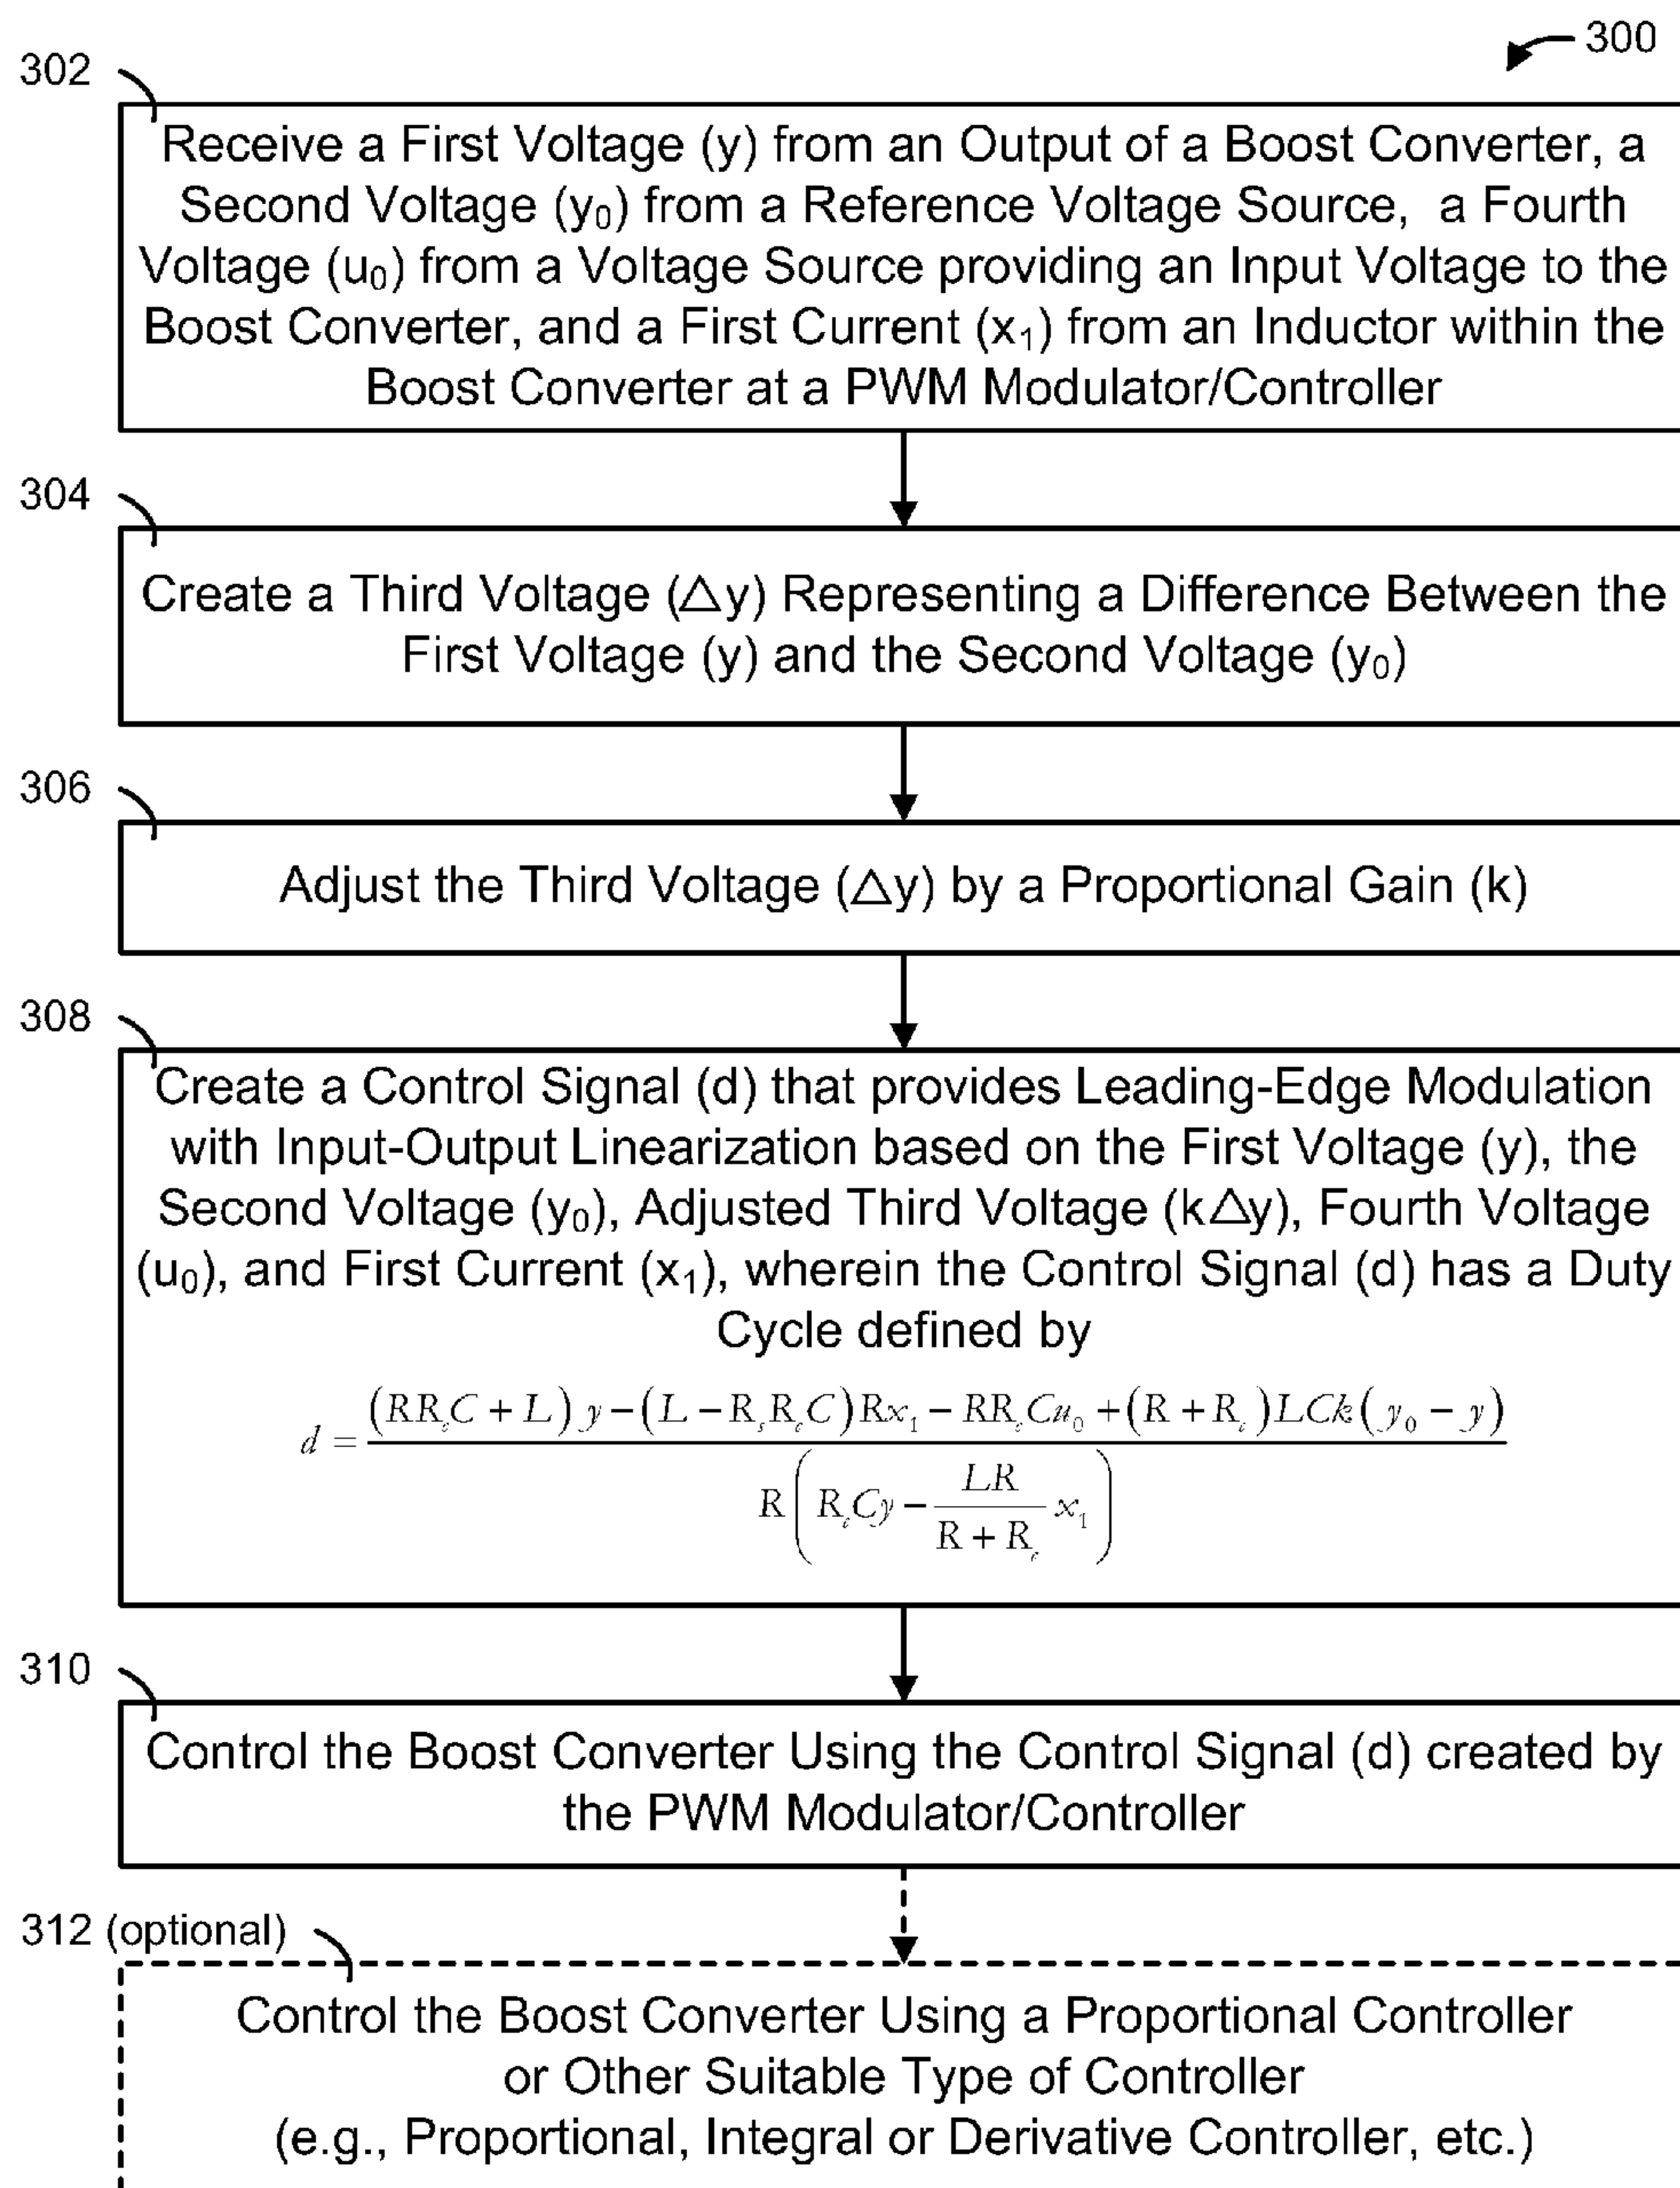 300
302
Receive a First Voltage (y) from an Output of a Boost Converter, a
Second Voltage (y₀) from a Reference Voltage Source, a Fourth
Voltage (u₀) from a Voltage Source providing an Input Voltage to the
Boost Converter, and a First Current (x₁) from an Inductor within the
Boost Converter at a PWM Modulator/Controller
304
Create a Third Voltage (△y) Representing a Difference Between the
First Voltage (y) and the Second Voltage (y₀)
306
Adjust the Third Voltage (△y) by a Proportional Gain (k)
308
Create a Control Signal (d) that provides Leading-Edge Modulation
with Input-Output Linearization based on the First Voltage (y), the
Second Voltage (y₀), Adjusted Third Voltage (k△y), Fourth Voltage
(u₀), and First Current (x₁), wherein the Control Signal (d) has a Duty
Cycle defined by
d = ((RR_cC + L) y − (L − R_sR_cC)Rx₁ − RR_cCu₀ + (R + R_c)LCk(y₀ − y)) / (R(R_cCy − (LR / (R + R_c)) x₁))
310
Control the Boost Converter Using the Control Signal (d) created by
the PWM Modulator/Controller
312 (optional)
Control the Boost Converter Using a Proportional Controller
or Other Suitable Type of Controller
(e.g., Proportional, Integral or Derivative Controller, etc.)